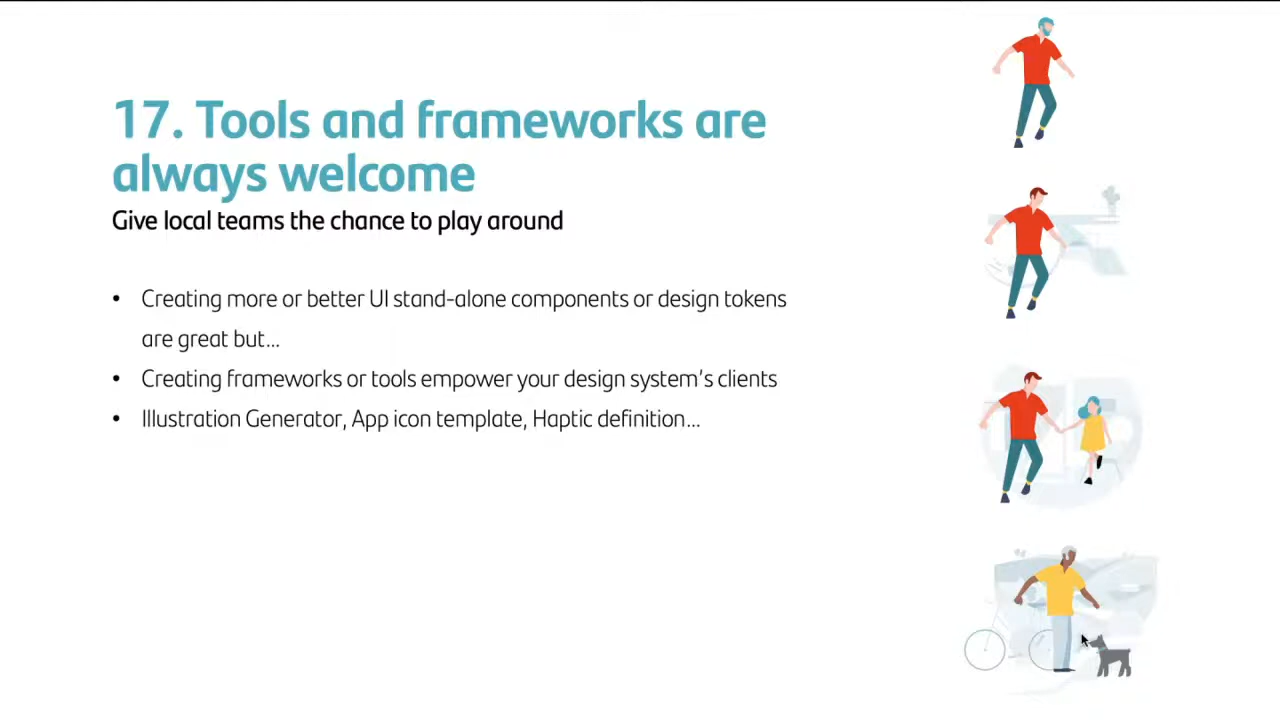 17. Tools and frameworks are
always welcome
Give local teams the chance to play around
• Creating more or better UI stand-alone components or design tokens
are great but...
• Creating frameworks or tools empower your design system's clients
• Illustration Generator, App icon template, Haptic definition...